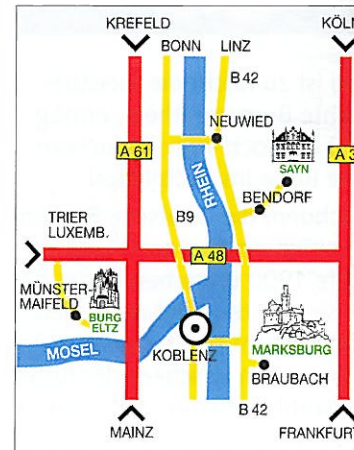 KREFELD
KÖLN
BONN
LINZ
B 42
NEUWIED
A 61
SAYN
A 3
RHEIN
BENDORF
TRIER
LUXEMB.
B9
A 48
MÜNSTER-
MAIFELD
BURG
ELTZ
MOSEL
KOBLENZ
MARKSBURG
BRAUBACH
B 42
MAINZ
FRANKFURT